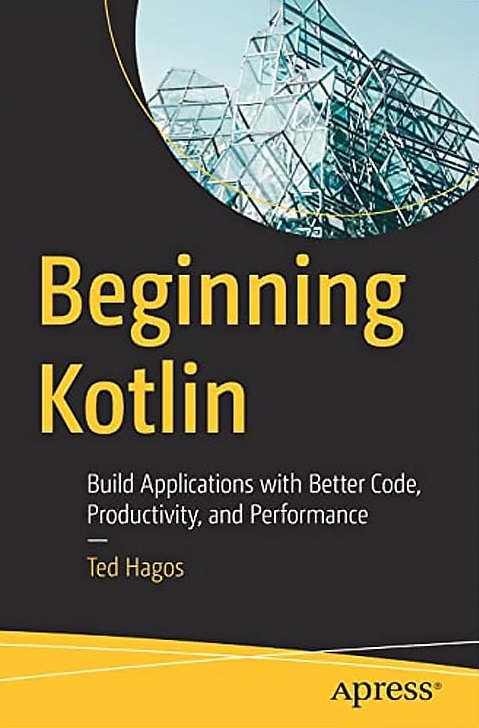 Beginning
Kotlin
Build Applications with Better Code,
Productivity, and Performance
Ted Hagos
Apress®